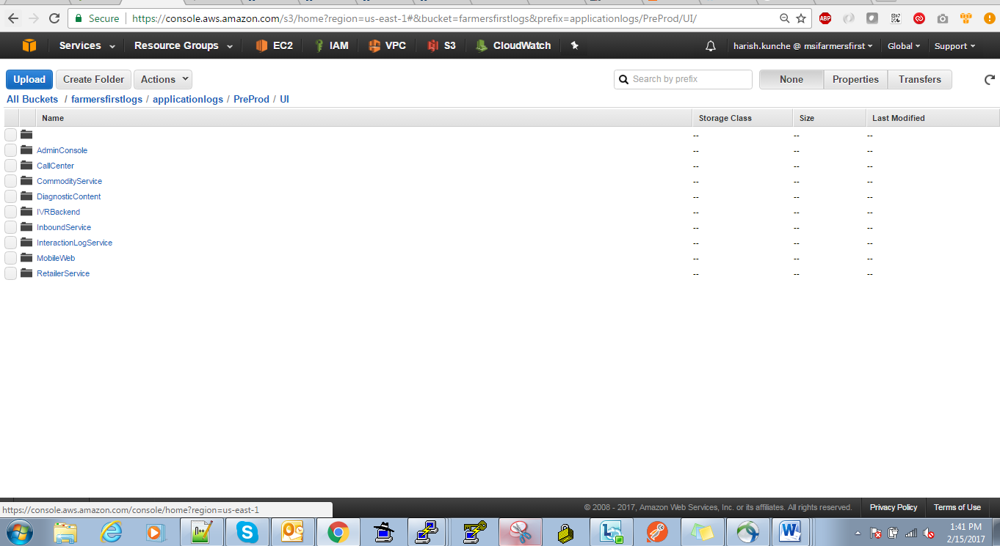 Secure https://console.aws.amazon.com/s3/home?region=us-east-1#&bucket=farmersfirstlogs&prefix=applicationlogs/PreProd/UI/ ABP
Services Resource Groups EC2 IAM VPC S3 CloudWatch harish.kunche @ msifarmersfirst Global Support
Upload Create Folder Actions Search by prefix None Properties Transfers
All Buckets / farmersfirstlogs / applicationlogs / PreProd / UI
Name Storage Class Size Last Modified
-- -- --
AdminConsole -- -- --
CallCenter -- -- --
CommodityService -- -- --
DiagnosticContent -- -- --
IVRBackend -- -- --
InboundService -- -- --
InteractionLogService -- -- --
MobileWeb -- -- --
RetailerService -- -- --
https://console.aws.amazon.com/console/home?region=us-east-1 © 2008 - 2017, Amazon Web Services, Inc. or its affiliates. All rights reserved. Privacy Policy Terms of Use
1:41 PM
2/15/2017